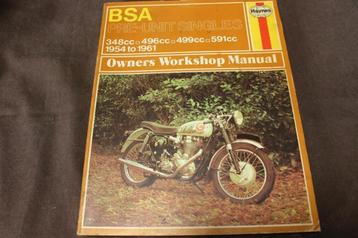 BSA
PRE-UNIT SINGLES
348cc □ 496cc □ 499cc □ 591cc
1954 to 1961
Haynes
Owners Workshop Manual